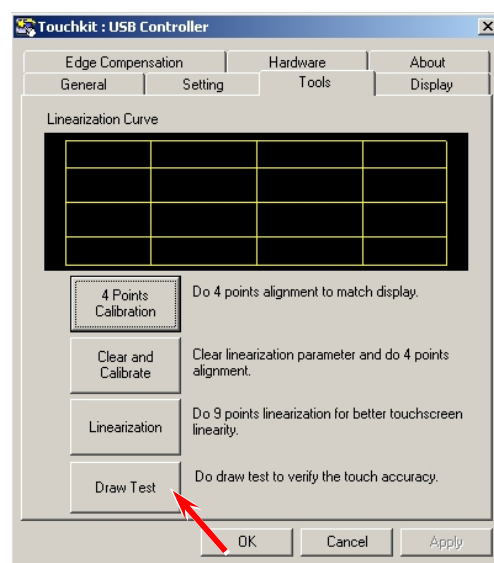 Touchkit : USB Controller
Edge Compensation Hardware About
General Setting Tools Display
Linearization Curve
4 Points
Calibration
Do 4 points alignment to match display.
Clear and
Calibrate
Clear linearization parameter and do 4 points
alignment.
Linearization
Do 9 points linearization for better touchscreen
linearity.
Draw Test
Do draw test to verify the touch accuracy.
OK Cancel Apply